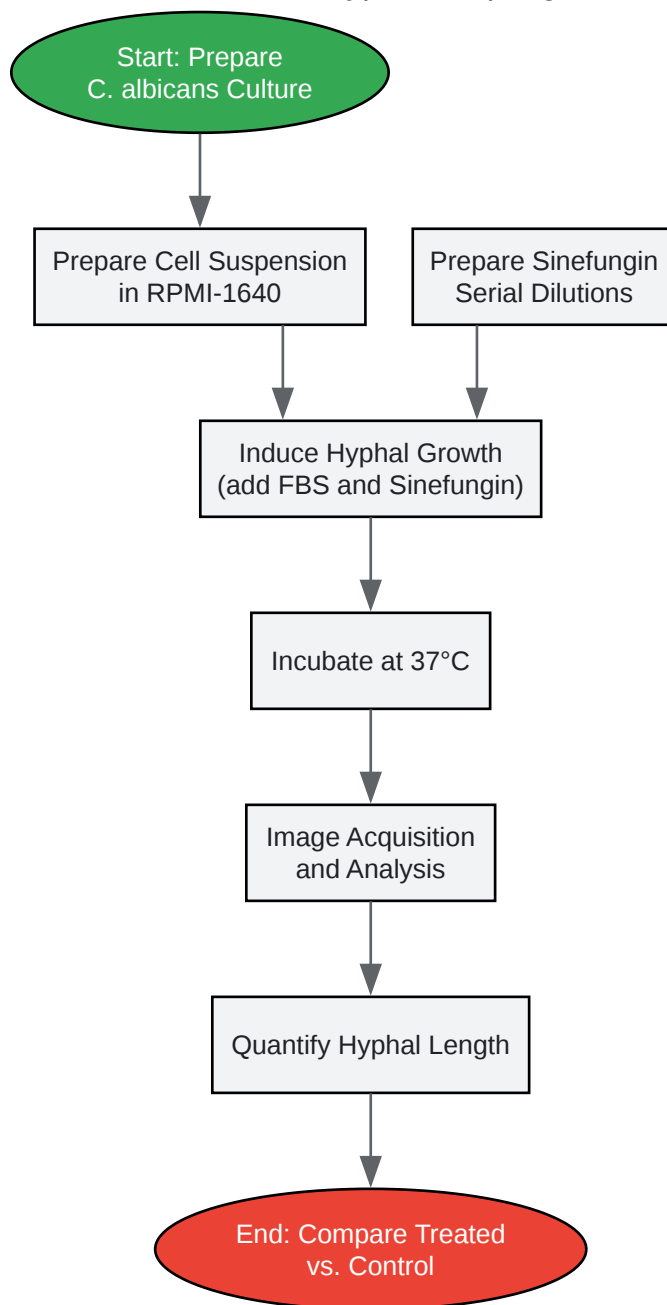 Start: Prepare
C. albicans Culture
Prepare Cell Suspension
in RPMI-1640
Prepare Sinefungin
Serial Dilutions
Induce Hyphal Growth
(add FBS and Sinefungin)
Incubate at 37°C
Image Acquisition
and Analysis
Quantify Hyphal Length
End: Compare Treated
vs. Control